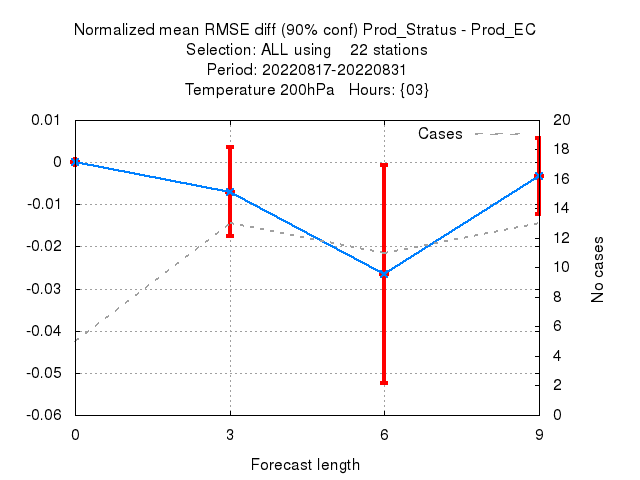 Normalized mean RMSE diff (90% conf) Prod_Stratus - Prod_EC
Selection: ALL using    22 stations
Period: 20220817-20220831
Temperature 200hPa   Hours: {03}
Cases
0.01
0
-0.01
-0.02
-0.03
-0.04
-0.05
-0.06
20
18
16
14
12
10
8
6
4
2
0
No cases
0 3 6 9
Forecast length